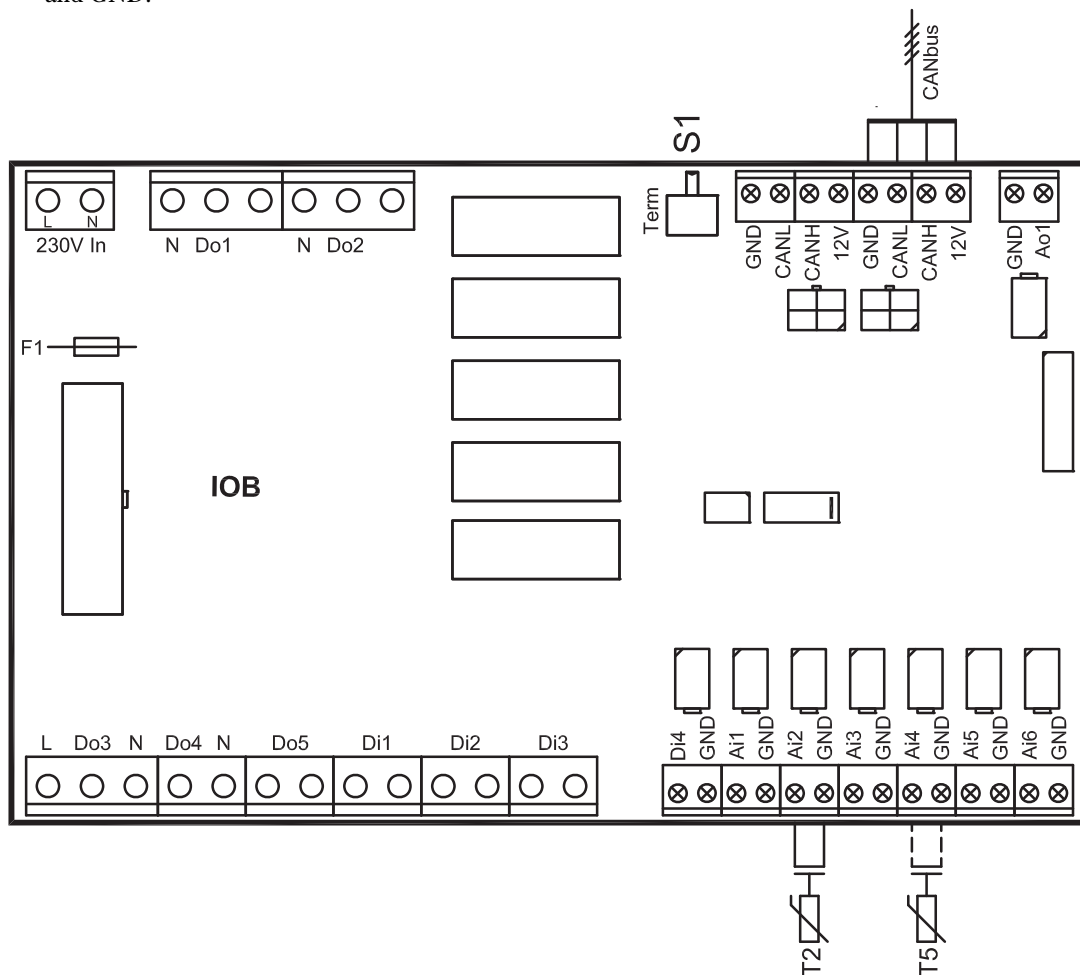 and GND.
CANbus
S1
Term
L N
230V In
N Do1 N Do2
GND CANL CANH 12V GND CANL CANH 12V
GND Ao1
F1
IOB
L Do3 N Do4 N Do5 Di1 Di2 Di3
Di4 GND Ai1 GND Ai2 GND Ai3 GND Ai4 GND Ai5 GND Ai6 GND
T2 T5